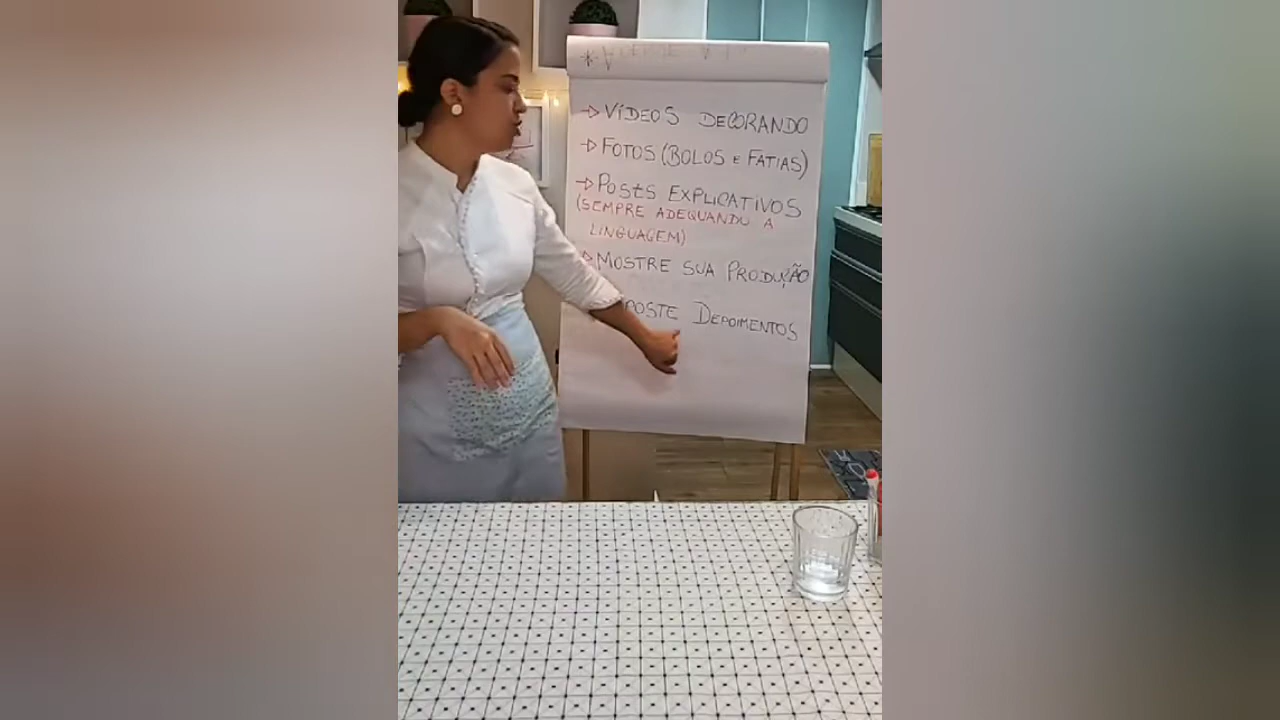 → VÍDEOS DECORANDO
→ FOTOS (BOLOS E FATIAS)
→ POSTS EXPLICATIVOS
(SEMPRE ADEQUANDO A
LINGUAGEM)
→ MOSTRE SUA PRODUÇÃO
POSTE DEPOIMENTOS